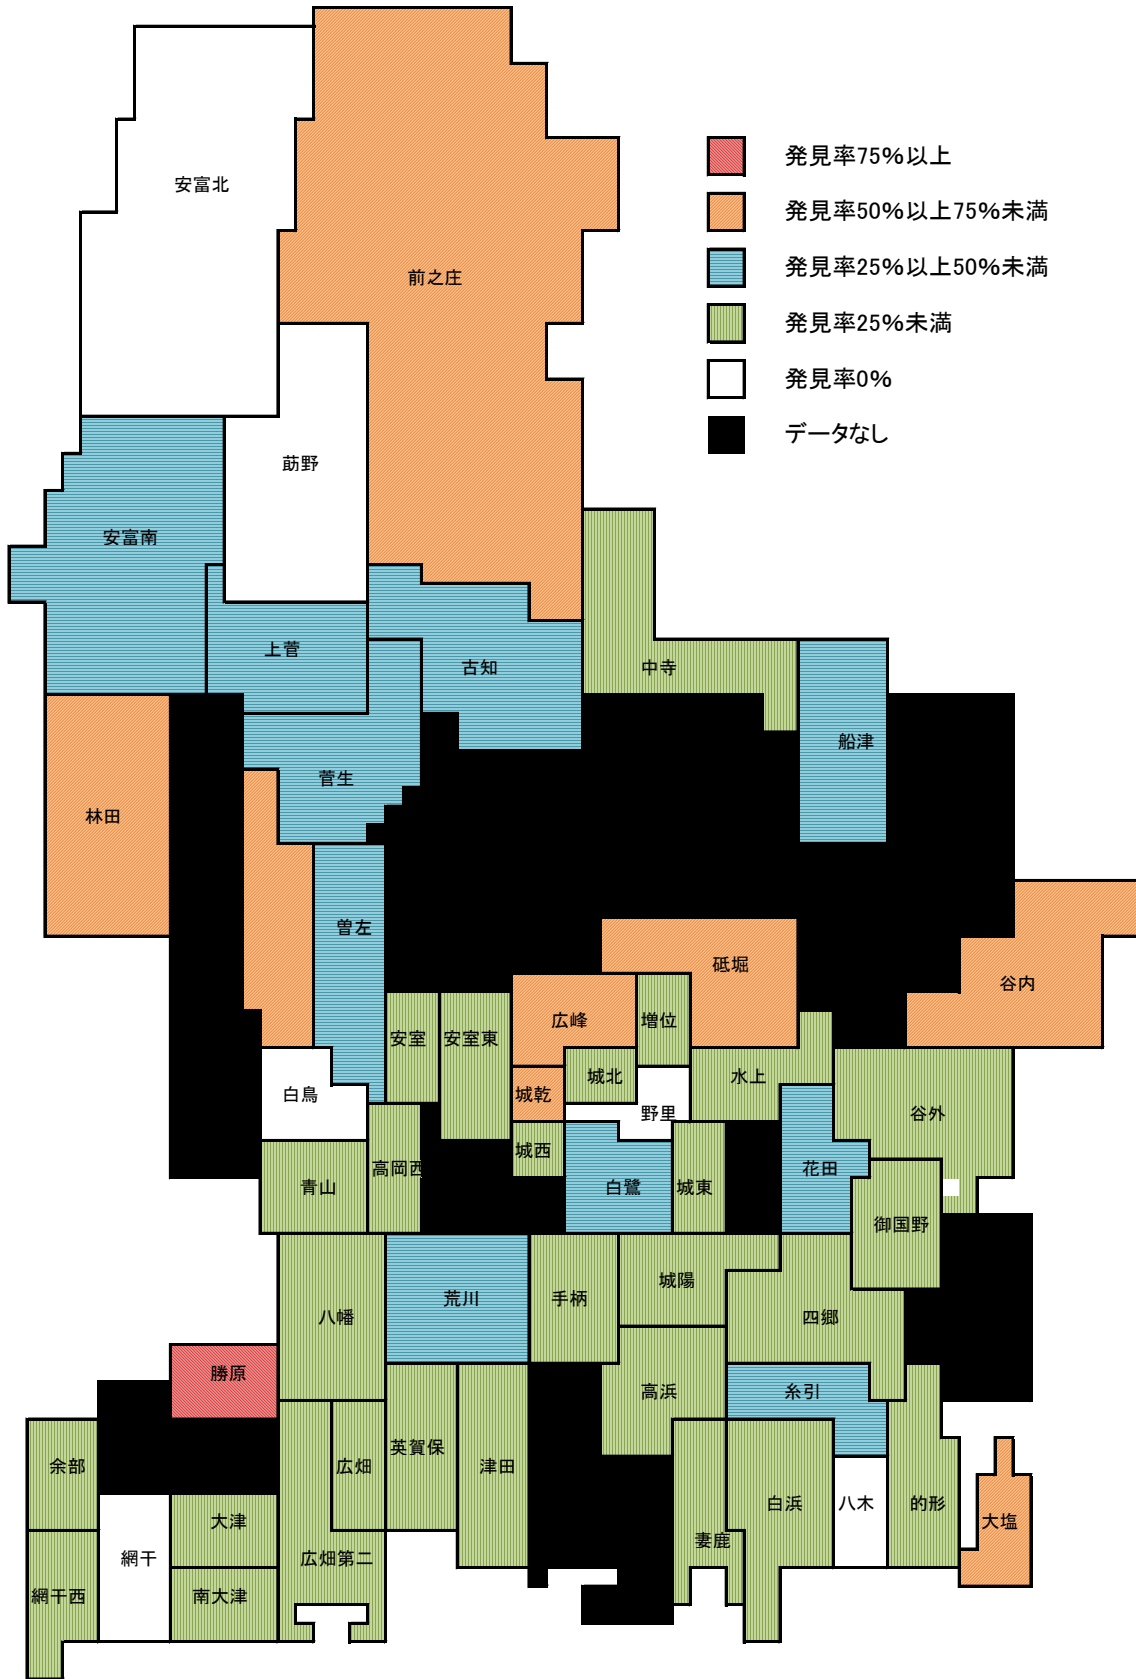 発見率75%以上
発見率50%以上75%未満
発見率25%以上50%未満
発見率25%未満
発見率0%
データなし
安富北
前之庄
莇野
安富南
上菅
古知
中寺
船津
菅生
林田
曽左
砥堀
谷内
広峰
増位
安室
安室東
城北
水上
白鳥
城乾
野里
谷外
城西
高岡西
青山
白鷺
城東
花田
御国野
城陽
荒川
手柄
八幡
四郷
勝原
高浜
糸引
英賀保
余部
広畑
津田
白浜
八木
的形
大津
大塩
妻鹿
網干
広畑第二
網干西
南大津